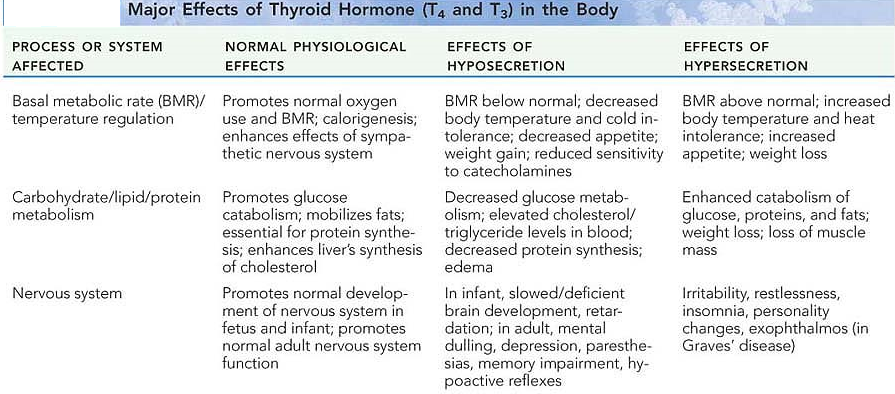 Major Effects of Thyroid Hormone (T4 and T3) in the Body
PROCESS OR SYSTEM
AFFECTED
NORMAL PHYSIOLOGICAL
EFFECTS
EFFECTS OF
HYPOSECRETION
EFFECTS OF
HYPERSECRETION
Basal metabolic rate (BMR)/
temperature regulation
Promotes normal oxygen
use and BMR; calorigenesis;
enhances effects of sympa-
thetic nervous system
BMR below normal; decreased
body temperature and cold in-
tolerance; decreased appetite;
weight gain; reduced sensitivity
to catecholamines
BMR above normal; increased
body temperature and heat
intolerance; increased
appetite; weight loss
Carbohydrate/lipid/protein
metabolism
Promotes glucose
catabolism; mobilizes fats;
essential for protein synthe-
sis; enhances liver's synthesis
of cholesterol
Decreased glucose metab-
olism; elevated cholesterol/
triglyceride levels in blood;
decreased protein synthesis;
edema
Enhanced catabolism of
glucose, proteins, and fats;
weight loss; loss of muscle
mass
Nervous system
Promotes normal develop-
ment of nervous system in
fetus and infant; promotes
normal adult nervous system
function
In infant, slowed/deficient
brain development, retar-
dation; in adult, mental
dulling, depression, paresthe-
sias, memory impairment, hy-
poactive reflexes
Irritability, restlessness,
insomnia, personality
changes, exophthalmos (in
Graves' disease)